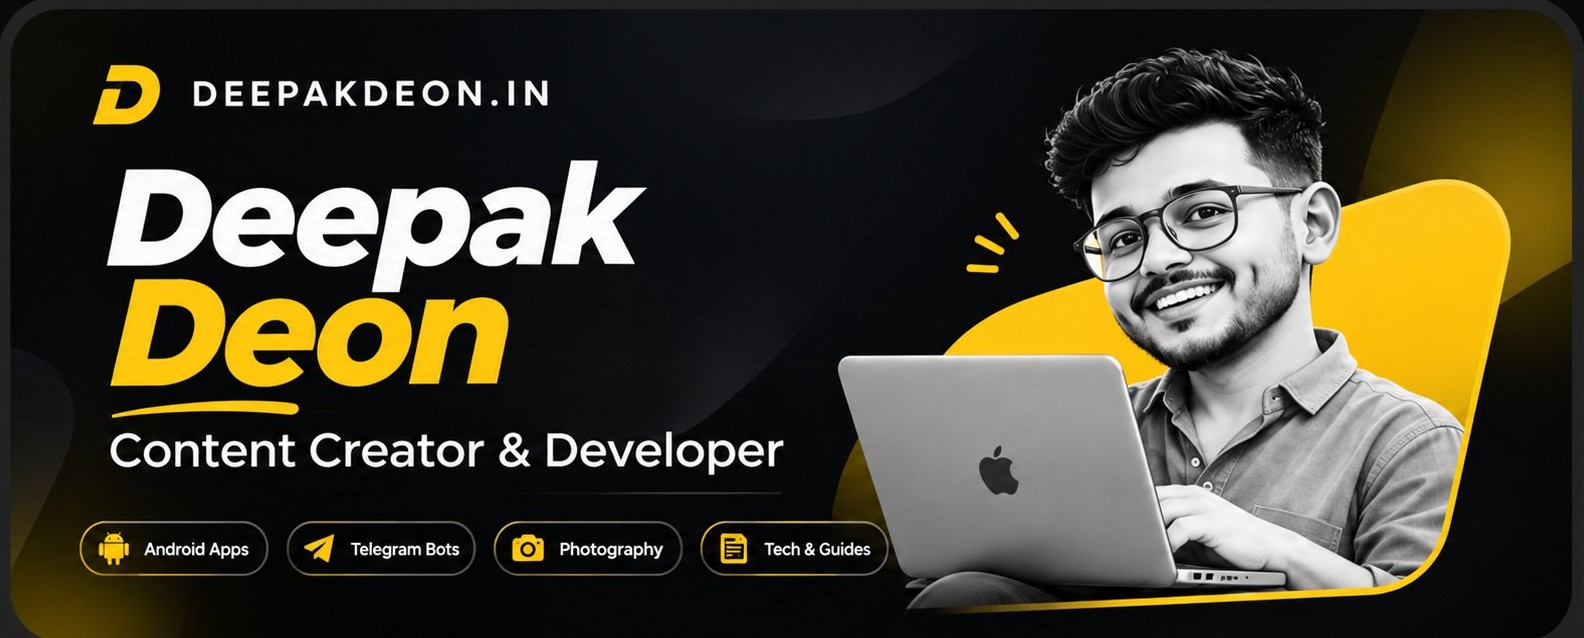 DEEPAKDEON.IN
Deepak
Deon
Content Creator & Developer
Android Apps
Telegram Bots
Photography
Tech & Guides